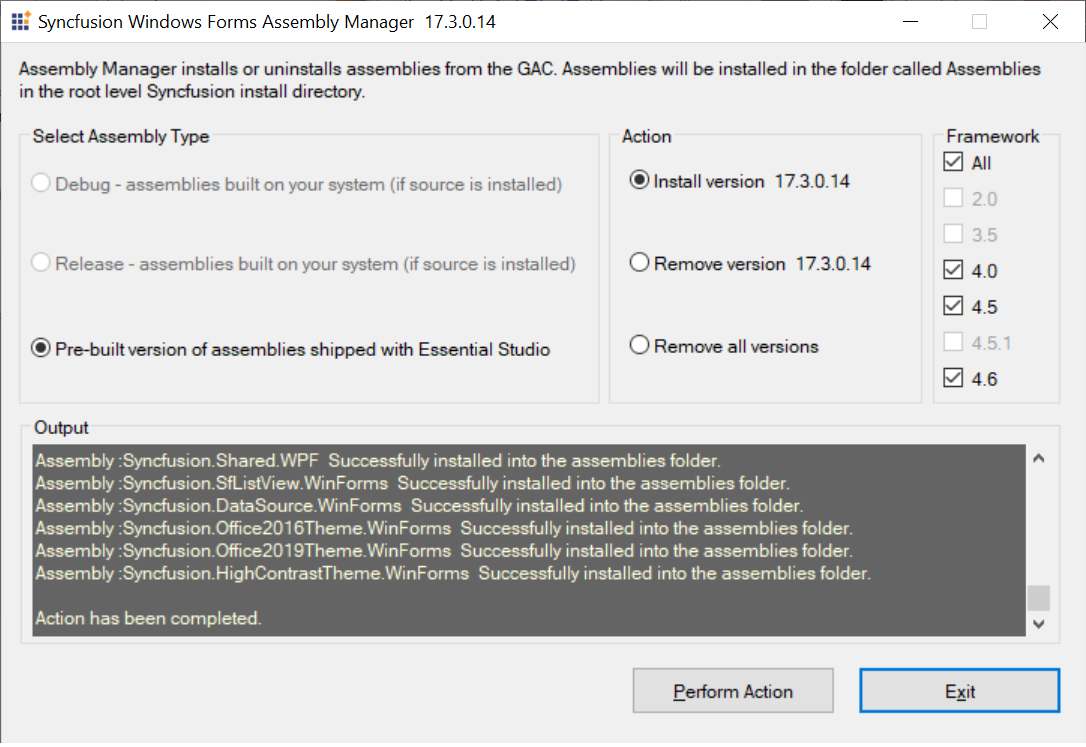 Syncfusion Windows Forms Assembly Manager 17.3.0.14
Assembly Manager installs or uninstalls assemblies from the GAC. Assemblies will be installed in the folder called Assemblies
in the root level Syncfusion install directory.
Select Assembly Type
Debug - assemblies built on your system (if source is installed)
Release - assemblies built on your system (if source is installed)
Pre-built version of assemblies shipped with Essential Studio
Action
Install version 17.3.0.14
Remove version 17.3.0.14
Remove all versions
Framework
All
2.0
3.5
4.0
4.5
4.5.1
4.6
Output
Assembly :Syncfusion.Shared.WPF Successfully installed into the assemblies folder.
Assembly :Syncfusion.SfListView.WinForms Successfully installed into the assemblies folder.
Assembly :Syncfusion.DataSource.WinForms Successfully installed into the assemblies folder.
Assembly :Syncfusion.Office2016Theme.WinForms Successfully installed into the assemblies folder.
Assembly :Syncfusion.Office2019Theme.WinForms Successfully installed into the assemblies folder.
Assembly :Syncfusion.HighContrastTheme.WinForms Successfully installed into the assemblies folder.
Action has been completed.
Perform Action
Exit